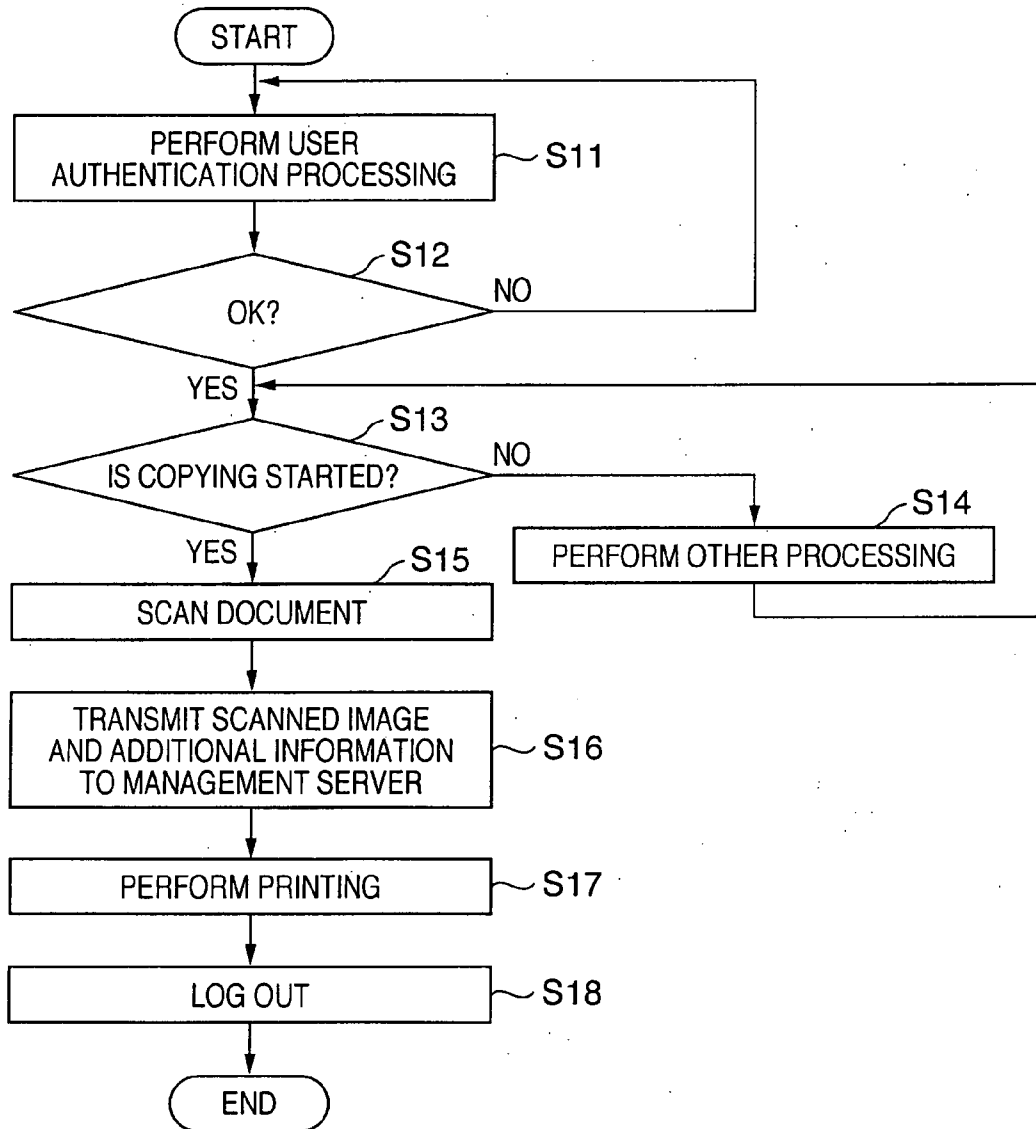 START
PERFORM USER
AUTHENTICATION PROCESSING
S11
S12
OK?
NO
YES
S13
IS COPYING STARTED?
NO
S14
PERFORM OTHER PROCESSING
YES
S15
SCAN DOCUMENT
TRANSMIT SCANNED IMAGE
AND ADDITIONAL INFORMATION
TO MANAGEMENT SERVER
S16
PERFORM PRINTING
S17
LOG OUT
S18
END